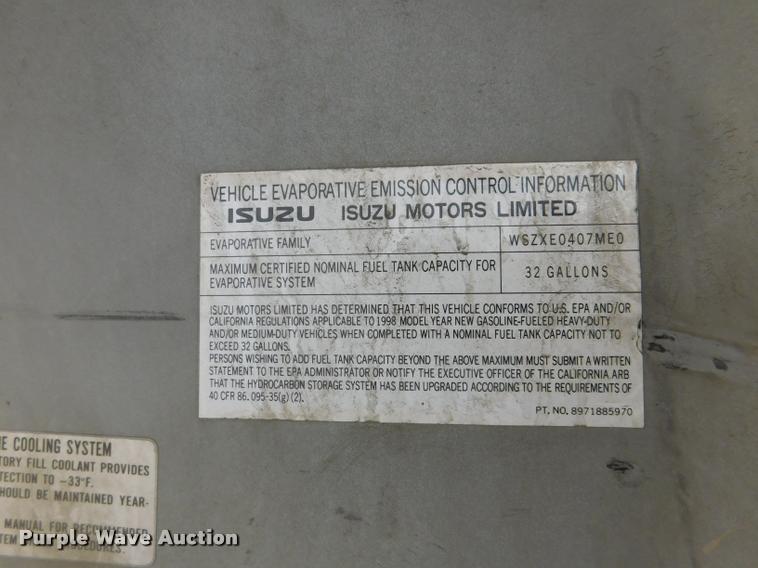 VEHICLE EVAPORATIVE EMISSION CONTROL INFORMATION
ISUZU ISUZU MOTORS LIMITED
EVAPORATIVE FAMILY WSZXE0407ME0
MAXIMUM CERTIFIED NOMINAL FUEL TANK CAPACITY FOR
EVAPORATIVE SYSTEM 32 GALLONS
ISUZU MOTORS LIMITED HAS DETERMINED THAT THIS VEHICLE CONFORMS TO U.S. EPA AND/OR
CALIFORNIA REGULATIONS APPLICABLE TO 1998 MODEL YEAR NEW GASOLINE-FUELED HEAVY-DUTY
AND/OR MEDIUM-DUTY VEHICLES WHEN COMPLETED WITH A NOMINAL FUEL TANK CAPACITY NOT TO
EXCEED 32 GALLONS.
PERSONS WISHING TO ADD FUEL TANK CAPACITY BEYOND THE ABOVE MAXIMUM MUST SUBMIT A WRITTEN
STATEMENT TO THE EPA ADMINISTRATOR OR NOTIFY THE EXECUTIVE OFFICER OF THE CALIFORNIA ARB
THAT THE HYDROCARBON STORAGE SYSTEM HAS BEEN UPGRADED ACCORDING TO THE REQUIREMENTS OF
40 CFR 86.095-35(g)(2).
PT. NO. 8971885970
E COOLING SYSTEM
TORY FILL COOLANT PROVIDES
TECTION TO -33°F.
HOULD BE MAINTAINED YEAR-
MANUAL FOR RECOMMENDED
Purple Wave Auction